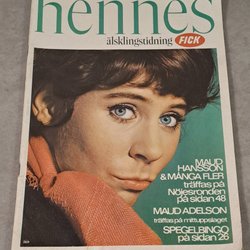 hennes
älsklingstidning FICK
MAUD
HANSSON
& MÅNGA FLER
träffas på
Nöjesronden
på sidan 48
MAUD ADELSON
träffas på mittuppslaget
SPEGELBINGO
på sidan 26